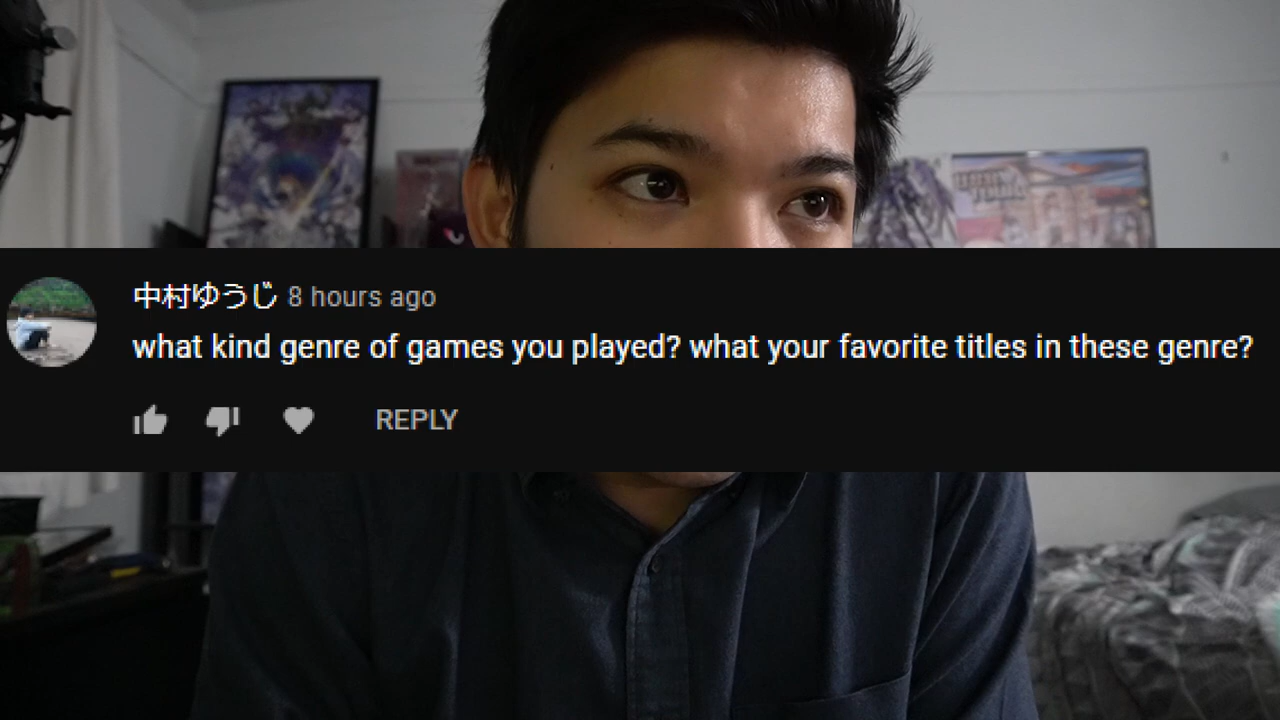 中村ゆうじ 8 hours ago
what kind genre of games you played? what your favorite titles in these genre?
REPLY